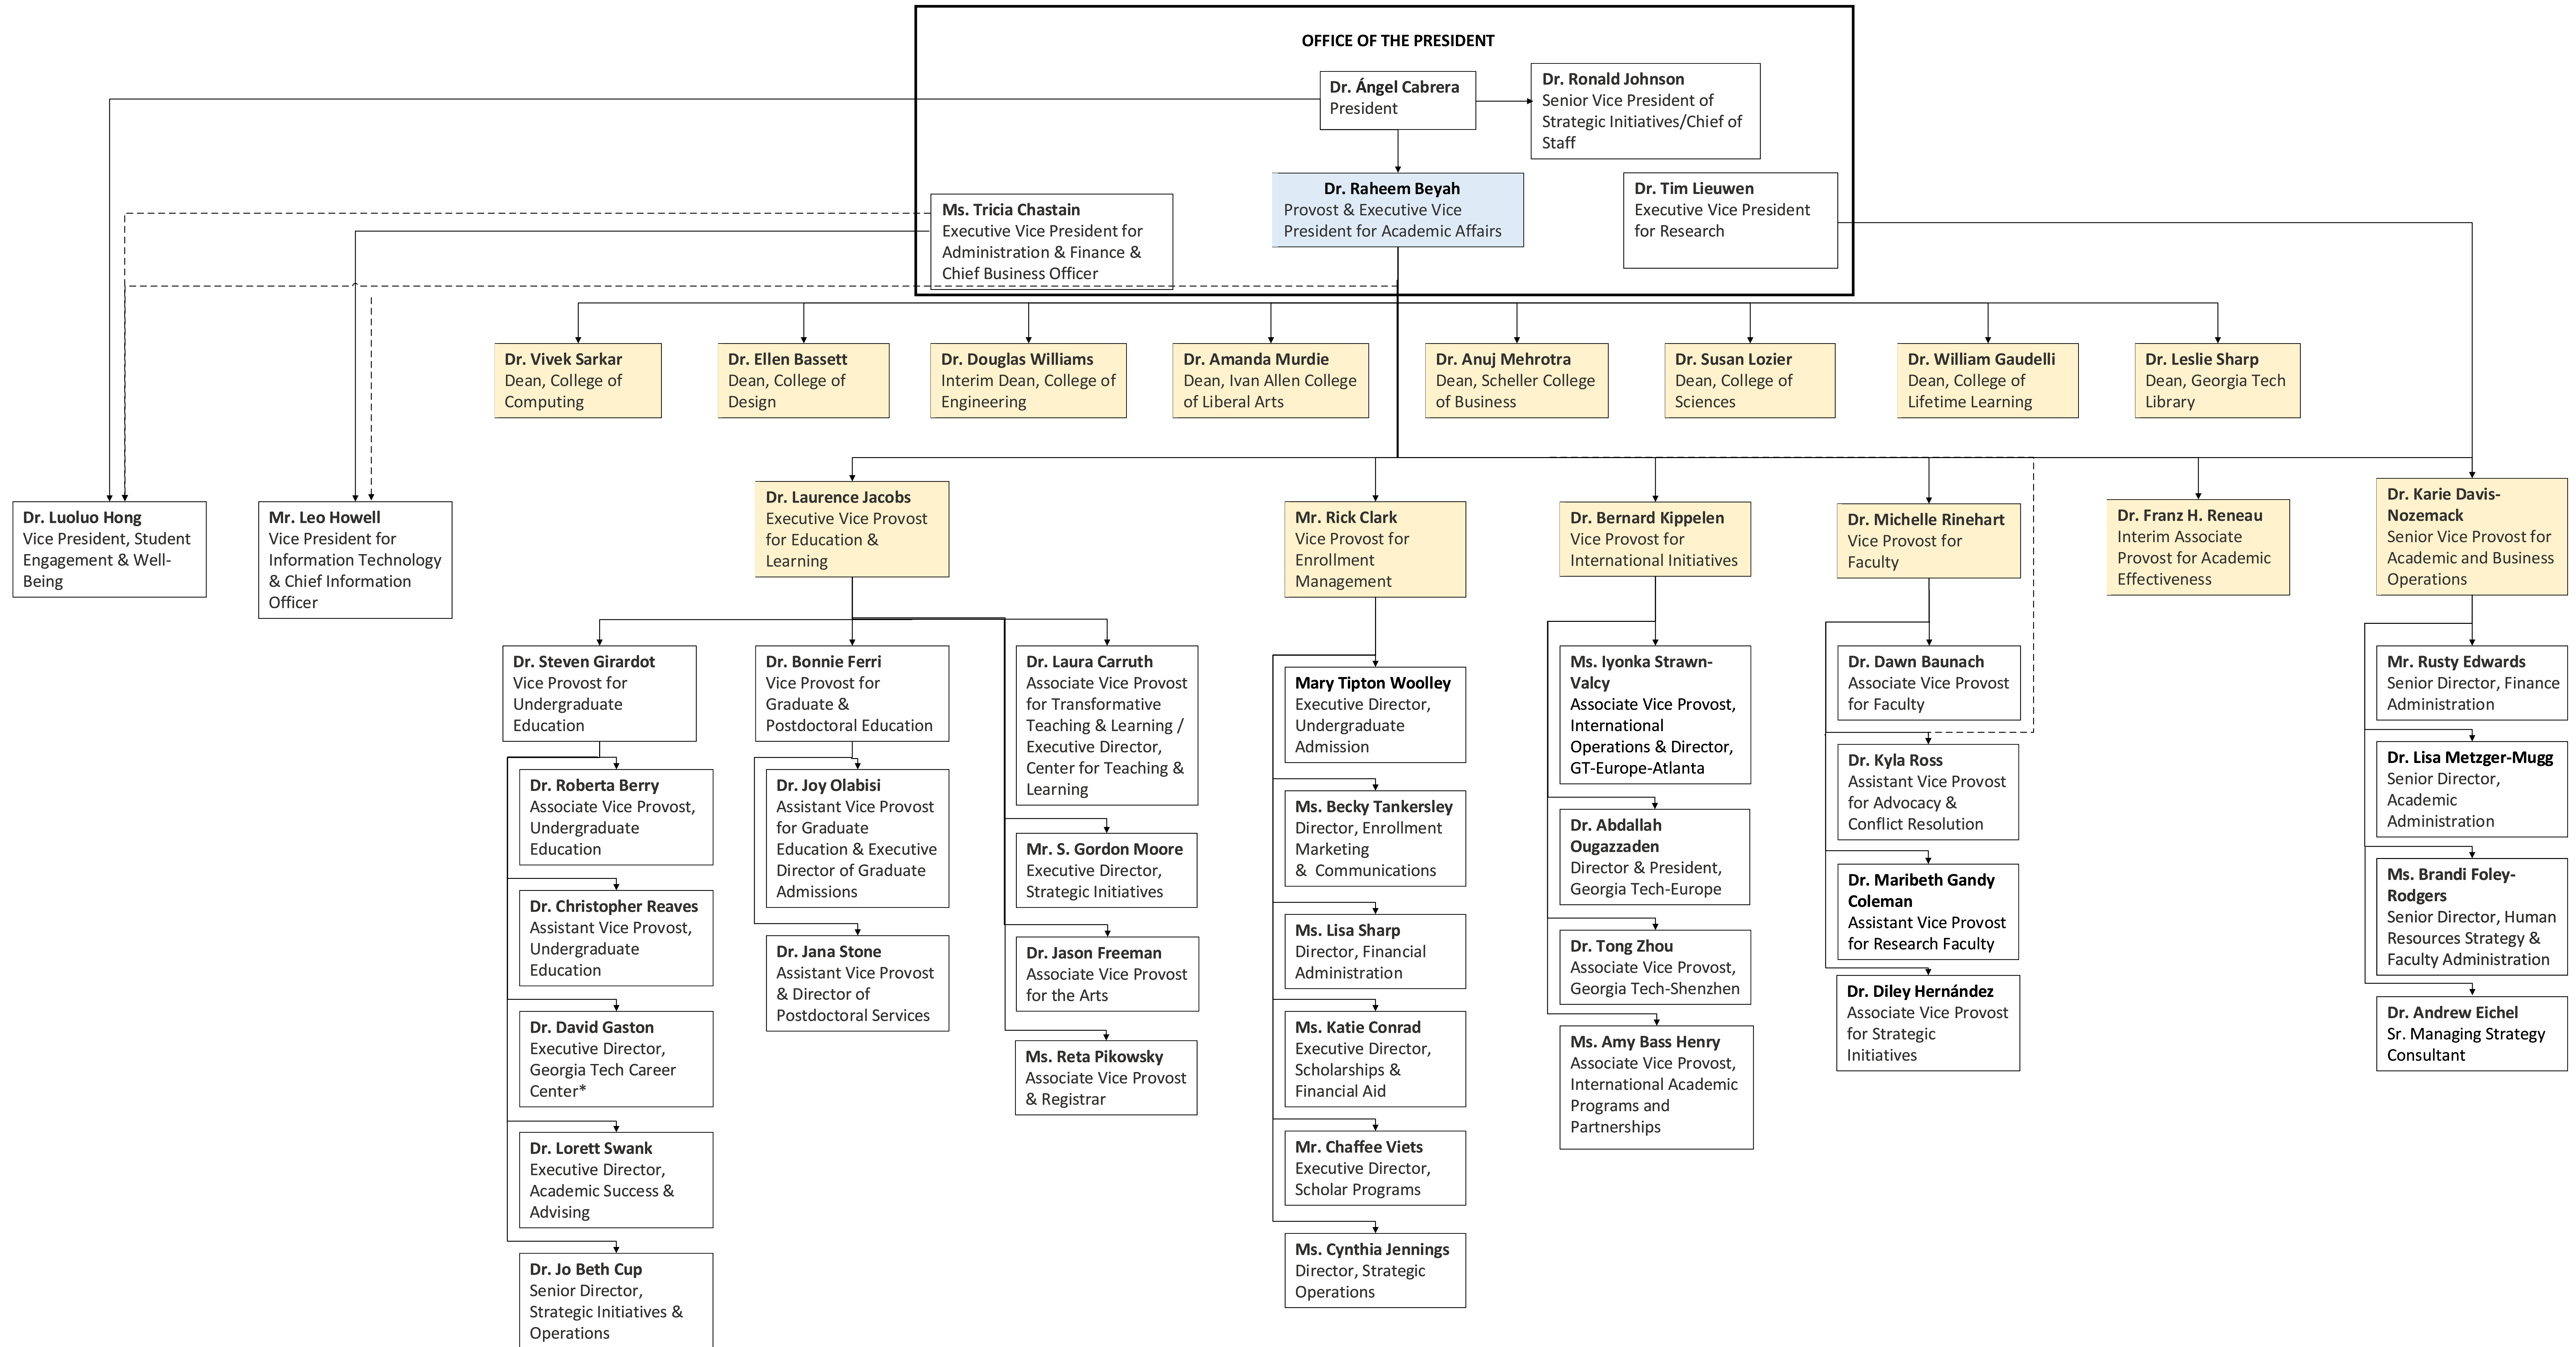 OFFICE OF THE PRESIDENT
Dr. Ángel Cabrera
President
Dr. Ronald Johnson
Senior Vice President of
Strategic Initiatives/Chief of
Staff
Ms. Tricia Chastain
Executive Vice President for
Administration & Finance &
Chief Business Officer
Dr. Raheem Beyah
Provost & Executive Vice
President for Academic Affairs
Dr. Tim Lieuwen
Executive Vice President
for Research
Dr. Vivek Sarkar
Dean, College of
Computing
Dr. Ellen Bassett
Dean, College of
Design
Dr. Douglas Williams
Interim Dean, College of
Engineering
Dr. Amanda Murdie
Dean, Ivan Allen College
of Liberal Arts
Dr. Anuj Mehrotra
Dean, Scheller College
of Business
Dr. Susan Lozier
Dean, College of
Sciences
Dr. William Gaudelli
Dean, College of
Lifetime Learning
Dr. Leslie Sharp
Dean, Georgia Tech
Library
Dr. Luoluo Hong
Vice President, Student
Engagement & Well-
Being
Mr. Leo Howell
Vice President for
Information Technology
& Chief Information
Officer
Dr. Laurence Jacobs
Executive Vice Provost
for Education &
Learning
Mr. Rick Clark
Vice Provost for
Enrollment
Management
Dr. Bernard Kippelen
Vice Provost for
International Initiatives
Dr. Michelle Rinehart
Vice Provost for
Faculty
Dr. Franz H. Reneau
Interim Associate
Provost for Academic
Effectiveness
Dr. Karie Davis-
Nozemack
Senior Vice Provost for
Academic and Business
Operations
Dr. Steven Girardot
Vice Provost for
Undergraduate
Education
Dr. Roberta Berry
Associate Vice Provost,
Undergraduate
Education
Dr. Christopher Reaves
Assistant Vice Provost,
Undergraduate
Education
Dr. David Gaston
Executive Director,
Georgia Tech Career
Center*
Dr. Lorett Swank
Executive Director,
Academic Success &
Advising
Dr. Jo Beth Cup
Senior Director,
Strategic Initiatives &
Operations
Dr. Bonnie Ferri
Vice Provost for
Graduate &
Postdoctoral Education
Dr. Joy Olabisi
Assistant Vice Provost
for Graduate
Education & Executive
Director of Graduate
Admissions
Dr. Jana Stone
Assistant Vice Provost
& Director of
Postdoctoral Services
Dr. Laura Carruth
Associate Vice Provost
for Transformative
Teaching & Learning /
Executive Director,
Center for Teaching &
Learning
Mr. S. Gordon Moore
Executive Director,
Strategic Initiatives
Dr. Jason Freeman
Associate Vice Provost
for the Arts
Ms. Reta Pikowsky
Associate Vice Provost
& Registrar
Mary Tipton Woolley
Executive Director,
Undergraduate
Admission
Ms. Becky Tankersley
Director, Enrollment
Marketing
& Communications
Ms. Lisa Sharp
Director, Financial
Administration
Ms. Katie Conrad
Executive Director,
Scholarships &
Financial Aid
Mr. Chaffee Viets
Executive Director,
Scholar Programs
Ms. Cynthia Jennings
Director, Strategic
Operations
Ms. Iyonka Strawn-
Valcy
Associate Vice Provost,
International
Operations & Director,
GT-Europe-Atlanta
Dr. Abdallah
Ougazzaden
Director & President,
Georgia Tech-Europe
Dr. Tong Zhou
Associate Vice Provost,
Georgia Tech-Shenzhen
Ms. Amy Bass Henry
Associate Vice Provost,
International Academic
Programs and
Partnerships
Dr. Dawn Baunach
Associate Vice Provost
for Faculty
Dr. Kyla Ross
Assistant Vice Provost
for Advocacy &
Conflict Resolution
Dr. Maribeth Gandy
Coleman
Assistant Vice Provost
for Research Faculty
Dr. Diley Hernández
Associate Vice Provost
for Strategic
Initiatives
Mr. Rusty Edwards
Senior Director, Finance
Administration
Dr. Lisa Metzger-Mugg
Senior Director,
Academic
Administration
Ms. Brandi Foley-
Rodgers
Senior Director, Human
Resources Strategy &
Faculty Administration
Dr. Andrew Eichel
Sr. Managing Strategy
Consultant